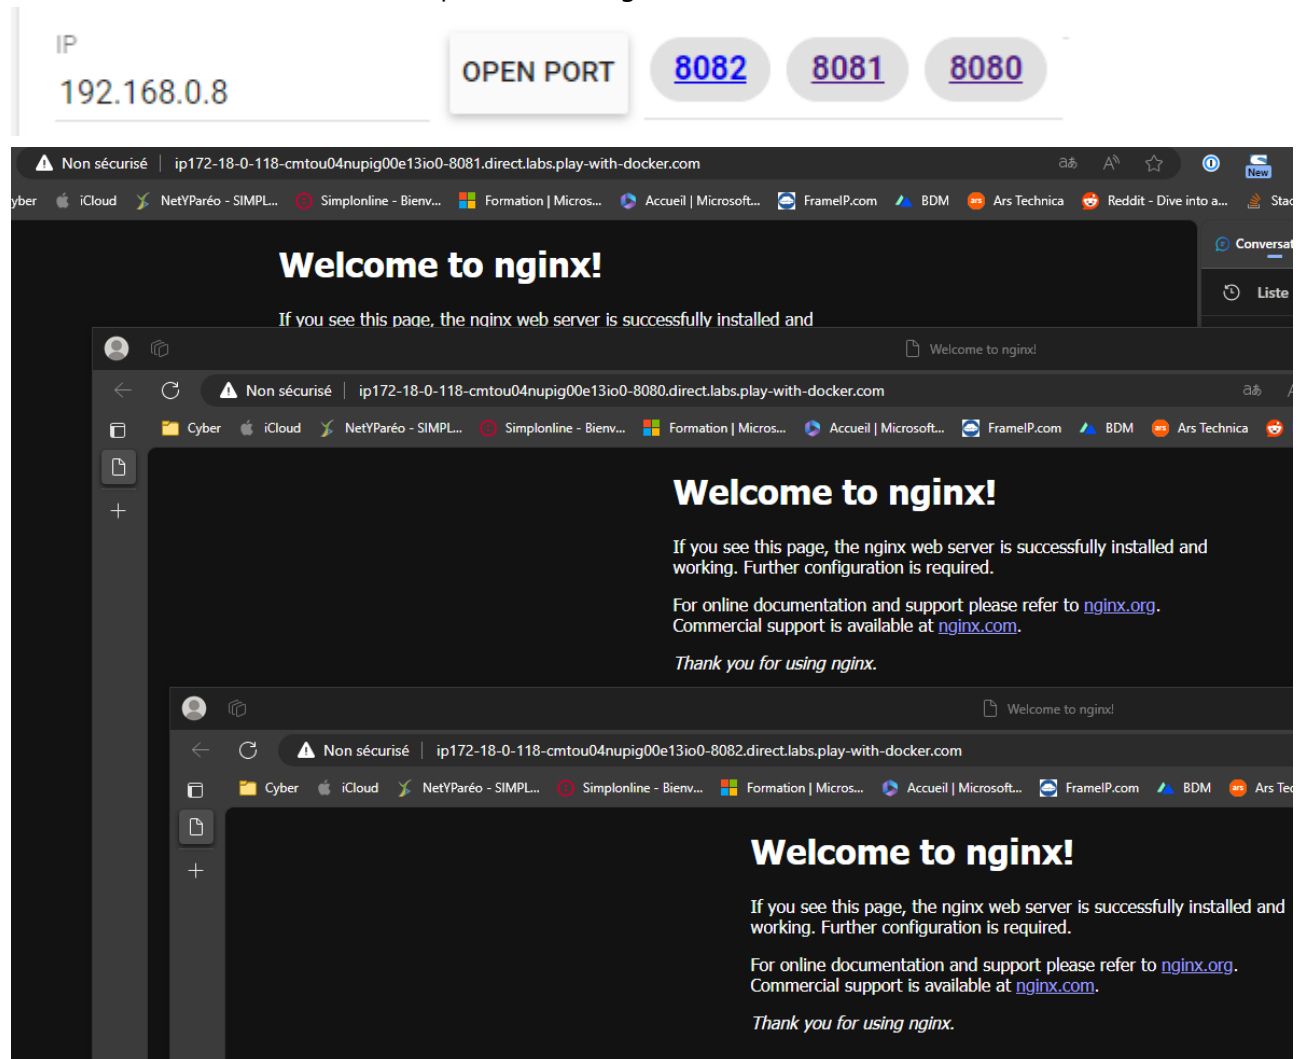 IP
192.168.0.8
OPEN PORT
8082 8081 8080
Non sécurisé ip172-18-0-118-cmtou04nupig00e13io0-8081.direct.labs.play-with-docker.com
New
yber iCloud NetYParéo - SIMPL... Simplonline - Bienv... Formation | Micros... Accueil | Microsoft... FrameIP.com BDM Ars Technica Reddit - Dive into a... Stac
Welcome to nginx!
Conversat
Liste
If you see this page, the nginx web server is successfully installed and
Welcome to nginx!
Non sécurisé ip172-18-0-118-cmtou04nupig00e13io0-8080.direct.labs.play-with-docker.com
Cyber iCloud NetYParéo - SIMPL... Simplonline - Bienv... Formation | Micros... Accueil | Microsoft... FrameIP.com BDM Ars Technica
Welcome to nginx!
If you see this page, the nginx web server is successfully installed and
working. Further configuration is required.
For online documentation and support please refer to nginx.org.
Commercial support is available at nginx.com.
Thank you for using nginx.
Welcome to nginx!
Non sécurisé ip172-18-0-118-cmtou04nupig00e13io0-8082.direct.labs.play-with-docker.com
Cyber iCloud NetYParéo - SIMPL... Simplonline - Bienv... Formation | Micros... Accueil | Microsoft... FrameIP.com BDM Ars Tec
Welcome to nginx!
If you see this page, the nginx web server is successfully installed and
working. Further configuration is required.
For online documentation and support please refer to nginx.org.
Commercial support is available at nginx.com.
Thank you for using nginx.